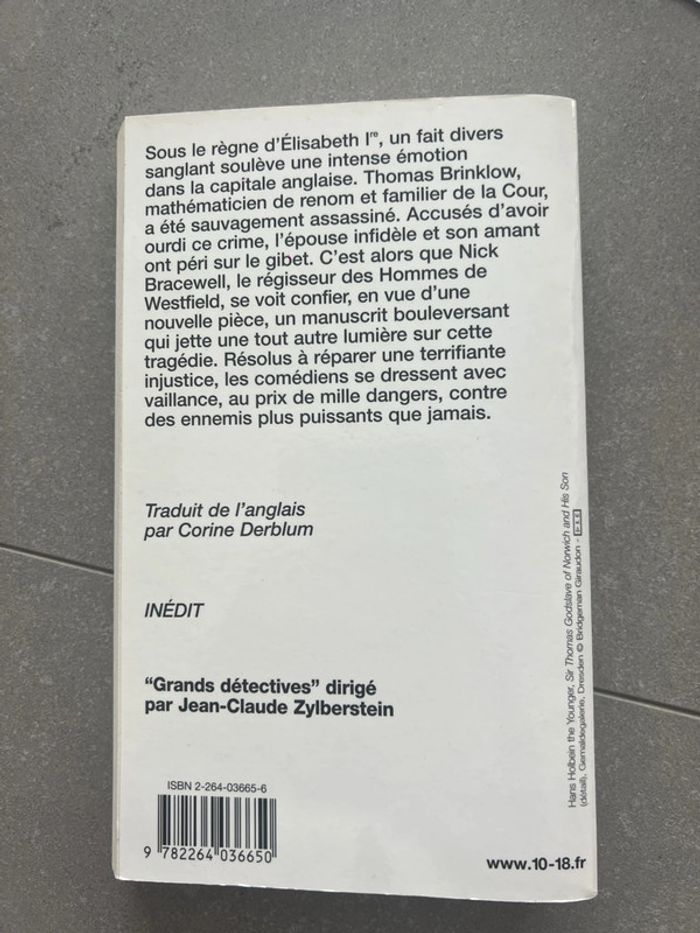 Sous le règne d'Élisabeth Iʳᵉ, un fait divers
sanglant soulève une intense émotion
dans la capitale anglaise. Thomas Brinklow,
mathématicien de renom et familier de la Cour,
a été sauvagement assassiné. Accusés d'avoir
ourdi ce crime, l'épouse infidèle et son amant
ont péri sur le gibet. C'est alors que Nick
Bracewell, le régisseur des Hommes de
Westfield, se voit confier, en vue d'une
nouvelle pièce, un manuscrit bouleversant
qui jette une tout autre lumière sur cette
tragédie. Résolus à réparer une terrifiante
injustice, les comédiens se dressent avec
vaillance, au prix de mille dangers, contre
des ennemis plus puissants que jamais.
Traduit de l'anglais
par Corine Derblum
INÉDIT
"Grands détectives" dirigé
par Jean-Claude Zylberstein
ISBN 2-264-03665-6
9 782264 036650
www.10-18.fr
Hans Holbein the Younger, Sir Thomas Godslave of Norwich and His Son
(détail), Gemaldegalerie, Dresden © Bridgeman Giraudon -